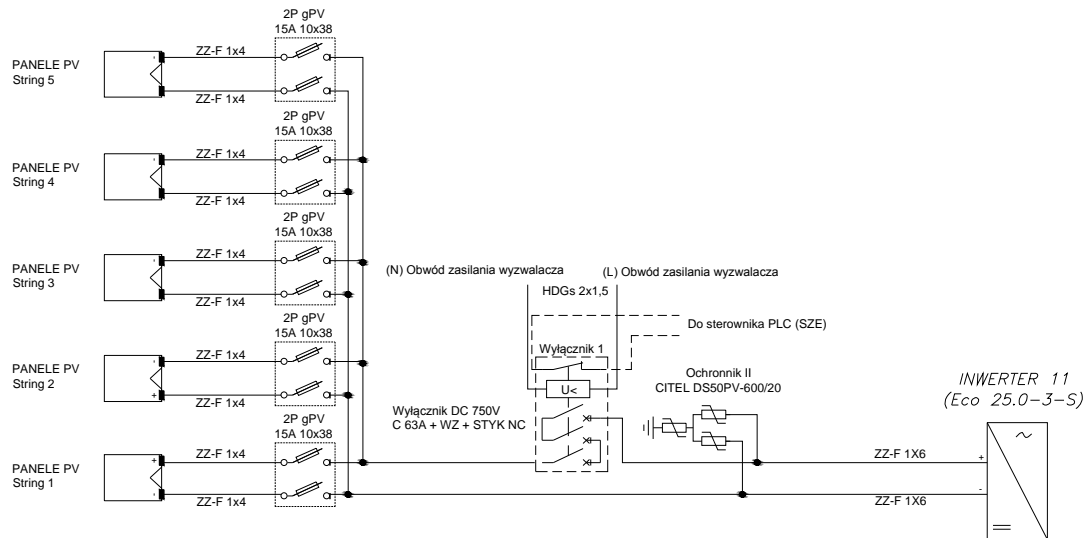 2P gPV
15A 10x38
PANELE PV
String 5
ZZ-F 1x4
ZZ-F 1x4
2P gPV
15A 10x38
PANELE PV
String 4
ZZ-F 1x4
ZZ-F 1x4
2P gPV
15A 10x38
PANELE PV
String 3
ZZ-F 1x4
ZZ-F 1x4
(N) Obwód zasilania wyzwalacza
(L) Obwód zasilania wyzwalacza
HDGs 2x1,5
Do sterownika PLC (SZE)
2P gPV
15A 10x38
PANELE PV
String 2
ZZ-F 1x4
ZZ-F 1x4
-
+
Wyłącznik 1
U<
Wyłącznik DC 750V
C 63A + WZ + STYK NC
Ochronnik II
CITEL DS50PV-600/20
INWERTER 11
(Eco 25.0-3-S)
2P gPV
15A 10x38
PANELE PV
String 1
ZZ-F 1x4
ZZ-F 1x4
+
-
ZZ-F 1X6
ZZ-F 1X6
+
-